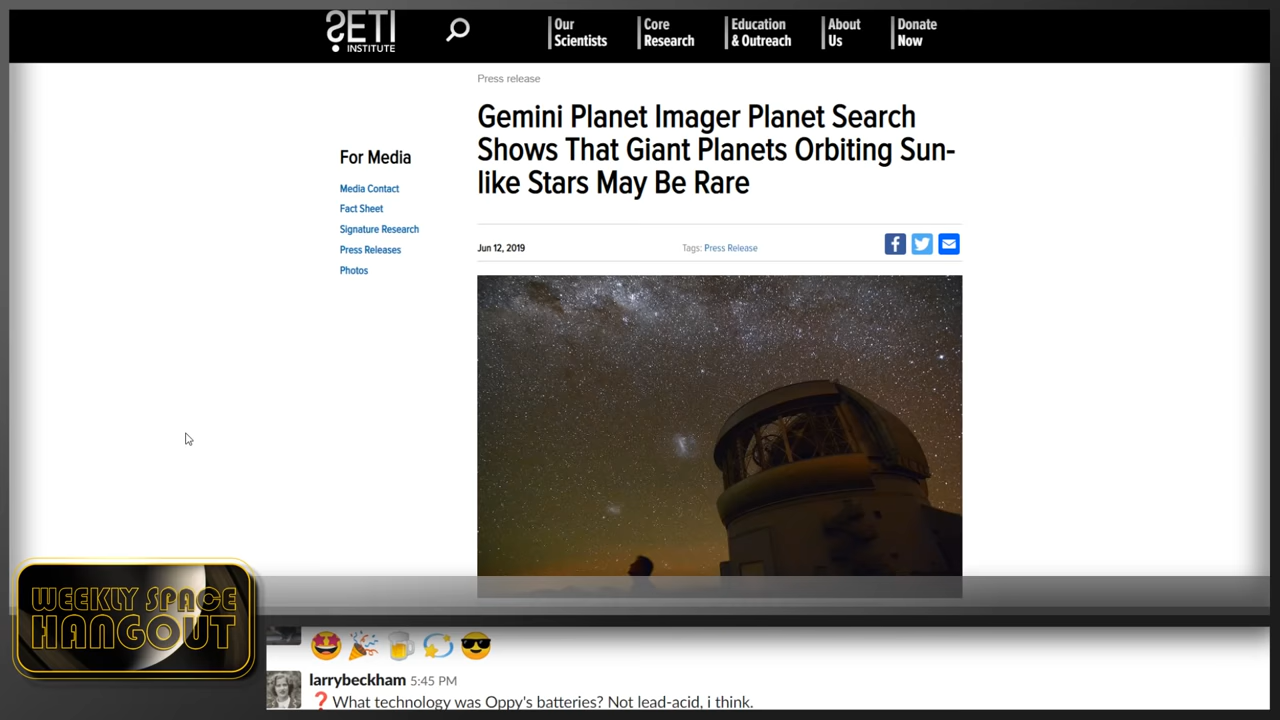 SETI
INSTITUTE
Our
Scientists
Core
Research
Education
& Outreach
About
Us
Donate
Now
Press release
Gemini Planet Imager Planet Search
Shows That Giant Planets Orbiting Sun-
like Stars May Be Rare
For Media
Media Contact
Fact Sheet
Signature Research
Press Releases
Photos
Jun 12, 2019
Tags: Press Release
WEEKLY SPACE
HANGOUT
larrybeckham 5:45 PM
❓What technology was Oppy's batteries? Not lead-acid, i think.